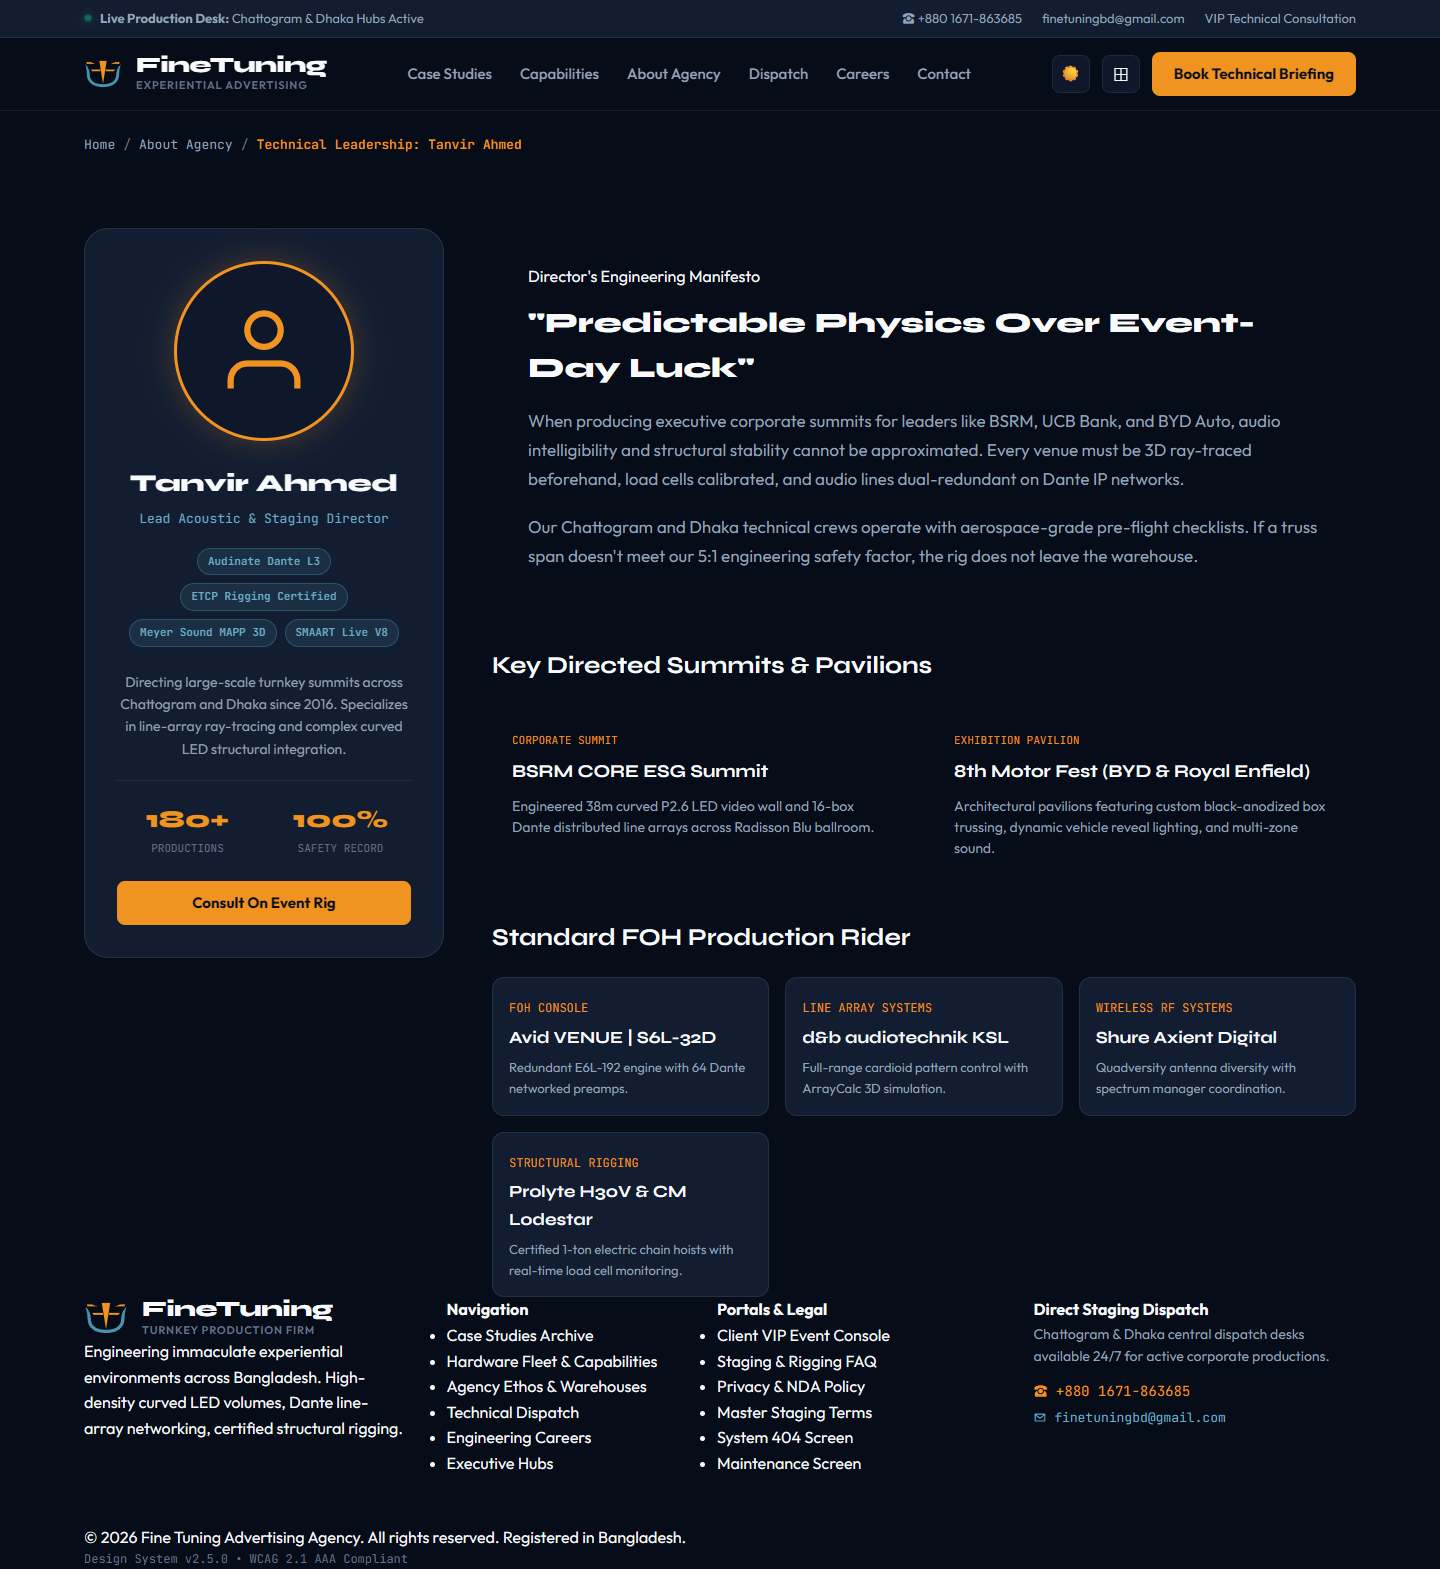 Live Production Desk: Chattogram & Dhaka Hubs Active
☎ +880 1671-863685
finetuningbd@gmail.com
VIP Technical Consultation
FineTuning
EXPERIENTIAL ADVERTISING
Case Studies
Capabilities
About Agency
Dispatch
Careers
Contact
Book Technical Briefing
Home / About Agency / Technical Leadership: Tanvir Ahmed
Tanvir Ahmed
Lead Acoustic & Staging Director
Audinate Dante L3
ETCP Rigging Certified
Meyer Sound MAPP 3D
SMAART Live V8
Directing large-scale turnkey summits across
Chattogram and Dhaka since 2016. Specializes
in line-array ray-tracing and complex curved
LED structural integration.
180+
PRODUCTIONS
100%
SAFETY RECORD
Consult On Event Rig
Director's Engineering Manifesto
"Predictable Physics Over Event-
Day Luck"
When producing executive corporate summits for leaders like BSRM, UCB Bank, and BYD Auto, audio
intelligibility and structural stability cannot be approximated. Every venue must be 3D ray-traced
beforehand, load cells calibrated, and audio lines dual-redundant on Dante IP networks.
Our Chattogram and Dhaka technical crews operate with aerospace-grade pre-flight checklists. If a truss
span doesn't meet our 5:1 engineering safety factor, the rig does not leave the warehouse.
Key Directed Summits & Pavilions
CORPORATE SUMMIT
BSRM CORE ESG Summit
Engineered 38m curved P2.6 LED video wall and 16-box
Dante distributed line arrays across Radisson Blu ballroom.
EXHIBITION PAVILION
8th Motor Fest (BYD & Royal Enfield)
Architectural pavilions featuring custom black-anodized box
trussing, dynamic vehicle reveal lighting, and multi-zone
sound.
Standard FOH Production Rider
FOH CONSOLE
Avid VENUE | S6L-32D
Redundant E6L-192 engine with 64 Dante
networked preamps.
LINE ARRAY SYSTEMS
d&b audiotechnik KSL
Full-range cardioid pattern control with
ArrayCalc 3D simulation.
WIRELESS RF SYSTEMS
Shure Axient Digital
Quadversity antenna diversity with
spectrum manager coordination.
STRUCTURAL RIGGING
Prolyte H30V & CM
Lodestar
Certified 1-ton electric chain hoists with
real-time load cell monitoring.
FineTuning
TURNKEY PRODUCTION FIRM
Engineering immaculate experiential
environments across Bangladesh. High-
density curved LED volumes, Dante line-
array networking, certified structural rigging.
Navigation
• Case Studies Archive
• Hardware Fleet & Capabilities
• Agency Ethos & Warehouses
• Technical Dispatch
• Engineering Careers
• Executive Hubs
Portals & Legal
• Client VIP Event Console
• Staging & Rigging FAQ
• Privacy & NDA Policy
• Master Staging Terms
• System 404 Screen
• Maintenance Screen
Direct Staging Dispatch
Chattogram & Dhaka central dispatch desks
available 24/7 for active corporate productions.
☎ +880 1671-863685
✉ finetuningbd@gmail.com
© 2026 Fine Tuning Advertising Agency. All rights reserved. Registered in Bangladesh.
Design System v2.5.0 • WCAG 2.1 AAA Compliant